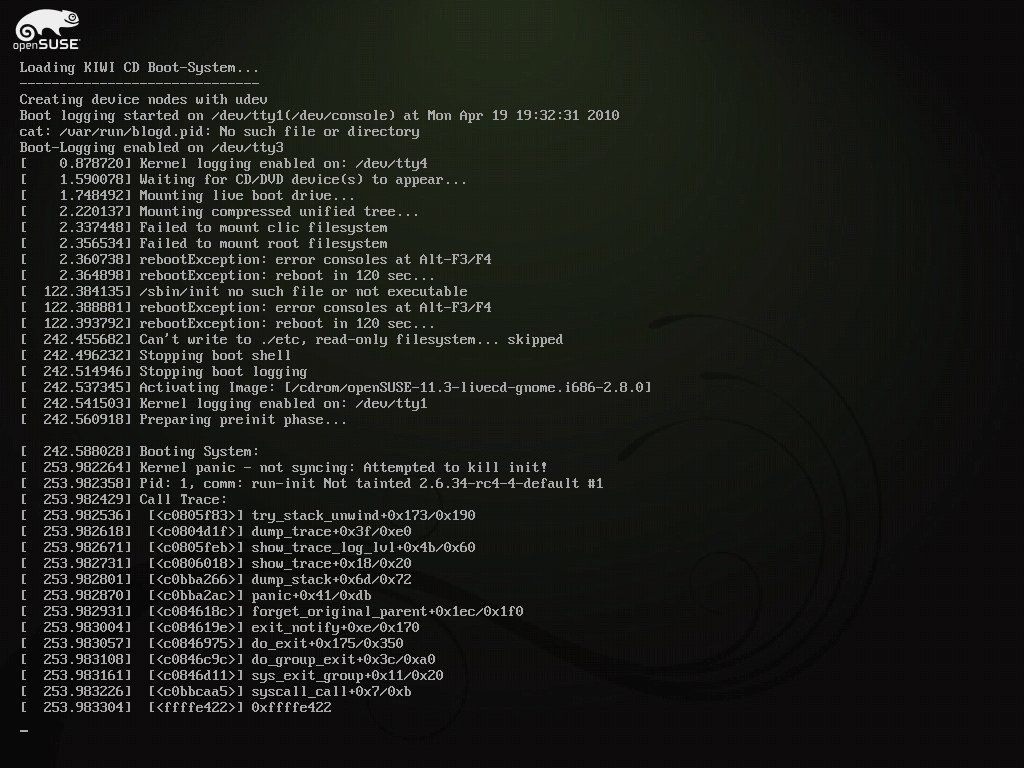 openSUSE
Loading KIWI CD Boot-System...
------------------------------
Creating device nodes with udev
Boot logging started on /dev/tty1(/dev/console) at Mon Apr 19 19:32:31 2010
cat: /var/run/blogd.pid: No such file or directory
Boot-Logging enabled on /dev/tty3
[    0.878720] Kernel logging enabled on: /dev/tty4
[    1.590078] Waiting for CD/DVD device(s) to appear...
[    1.748492] Mounting live boot drive...
[    2.220137] Mounting compressed unified tree...
[    2.337448] Failed to mount clic filesystem
[    2.356534] Failed to mount root filesystem
[    2.360738] rebootException: error consoles at Alt-F3/F4
[    2.364898] rebootException: reboot in 120 sec...
[  122.384135] /sbin/init no such file or not executable
[  122.388881] rebootException: error consoles at Alt-F3/F4
[  122.393792] rebootException: reboot in 120 sec...
[  242.455682] Can't write to ./etc, read-only filesystem... skipped
[  242.496232] Stopping boot shell
[  242.514946] Stopping boot logging
[  242.537345] Activating Image: [/cdrom/openSUSE-11.3-livecd-gnome.i686-2.8.0]
[  242.541503] Kernel logging enabled on: /dev/tty1
[  242.560918] Preparing preinit phase...
[  242.588028] Booting System:
[  253.982264] Kernel panic - not syncing: Attempted to kill init!
[  253.982358] Pid: 1, comm: run-init Not tainted 2.6.34-rc4-4-default #1
[  253.982429] Call Trace:
[  253.982536]  [<c0805f83>] try_stack_unwind+0x173/0x190
[  253.982618]  [<c0804d1f>] dump_trace+0x3f/0xe0
[  253.982671]  [<c0805feb>] show_trace_log_lvl+0x4b/0x60
[  253.982731]  [<c0806018>] show_trace+0x18/0x20
[  253.982801]  [<c0bba266>] dump_stack+0x6d/0x72
[  253.982870]  [<c0bba2ac>] panic+0x41/0xdb
[  253.982931]  [<c084618c>] forget_original_parent+0x1ec/0x1f0
[  253.983004]  [<c084619e>] exit_notify+0xe/0x170
[  253.983057]  [<c0846975>] do_exit+0x175/0x350
[  253.983108]  [<c0846c9c>] do_group_exit+0x3c/0xa0
[  253.983161]  [<c0846d11>] sys_exit_group+0x11/0x20
[  253.983226]  [<c0bbcaa5>] syscall_call+0x7/0xb
[  253.983304]  [<ffffe422>] 0xffffe422